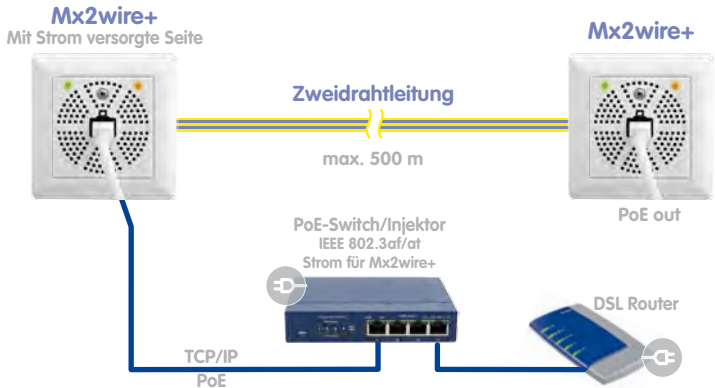 Mx2wire+
Mit Strom versorgte Seite
Mx2wire+
Zweidrahtleitung
max. 500 m
PoE out
PoE-Switch/Injektor
IEEE 802.3af/at
Strom für Mx2wire+
DSL Router
TCP/IP
PoE